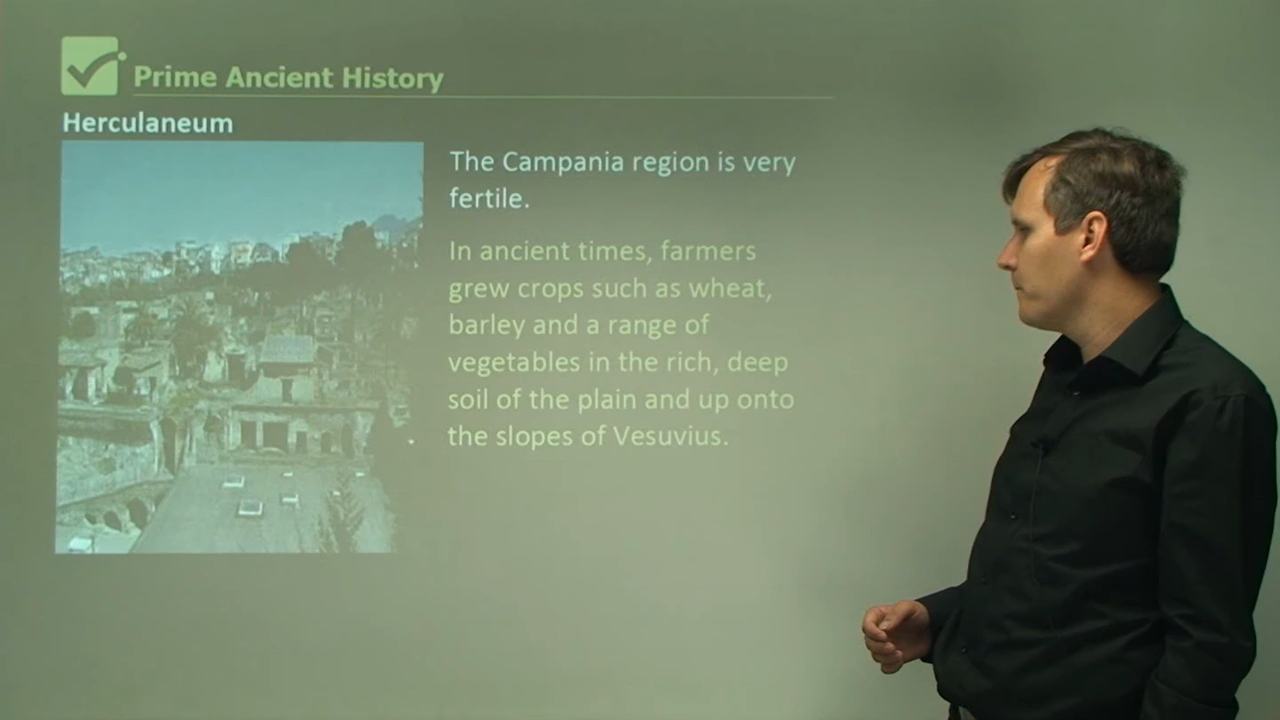 Prime Ancient History
Herculaneum
The Campania region is very
fertile.
In ancient times, farmers
grew crops such as wheat,
barley and a range of
vegetables in the rich, deep
soil of the plain and up onto
the slopes of Vesuvius.